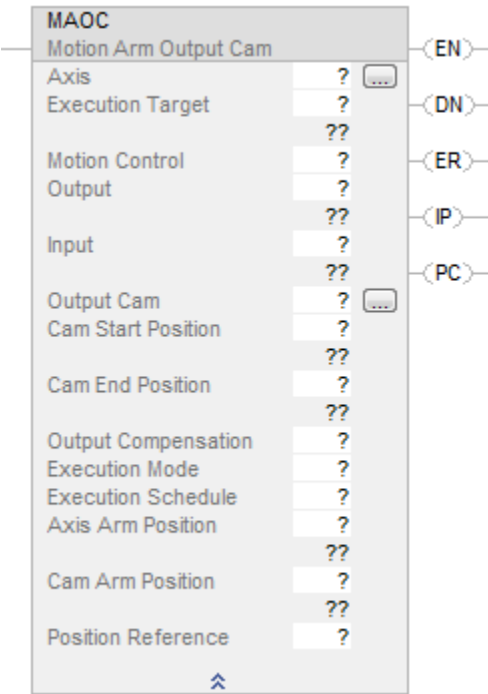 MAOC
Motion Arm Output Cam (EN)
Axis ? ...
Execution Target ? (DN)
??
Motion Control ? (ER)
Output ?
?? (IP)
Input ?
?? (PC)
Output Cam ? ...
Cam Start Position ?
??
Cam End Position ?
??
Output Compensation ?
Execution Mode ?
Execution Schedule ?
Axis Arm Position ?
??
Cam Arm Position ?
??
Position Reference ?